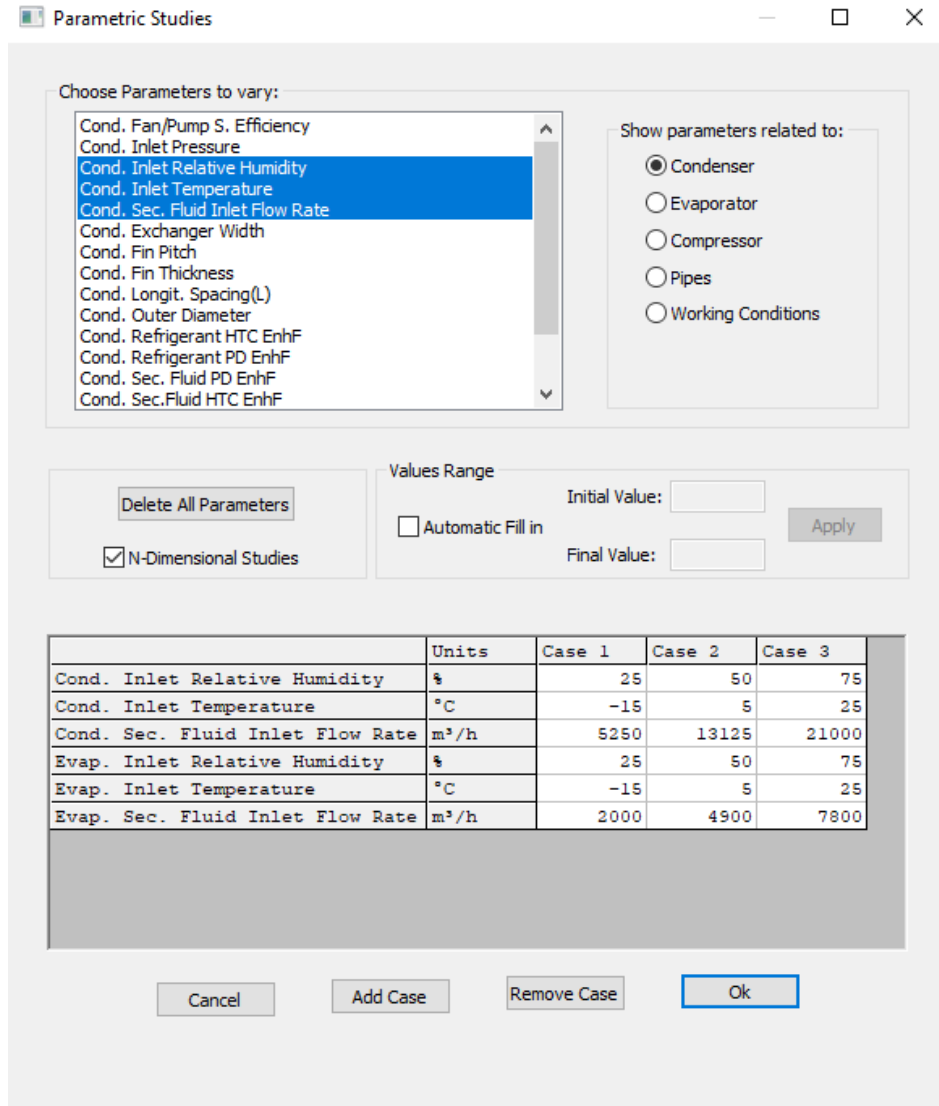 Parametric Studies
Choose Parameters to vary:
Cond. Fan/Pump S. Efficiency
Cond. Inlet Pressure
Cond. Inlet Relative Humidity
Cond. Inlet Temperature
Cond. Sec. Fluid Inlet Flow Rate
Cond. Exchanger Width
Cond. Fin Pitch
Cond. Fin Thickness
Cond. Longit. Spacing(L)
Cond. Outer Diameter
Cond. Refrigerant HTC EnhF
Cond. Refrigerant PD EnhF
Cond. Sec. Fluid PD EnhF
Cond. Sec.Fluid HTC EnhF
Show parameters related to:
Condenser
Evaporator
Compressor
Pipes
Working Conditions
Delete All Parameters
N-Dimensional Studies
Values Range
Automatic Fill in
Initial Value:
Final Value:
Apply
Units Case 1 Case 2 Case 3
Cond. Inlet Relative Humidity % 25 50 75
Cond. Inlet Temperature °C -15 5 25
Cond. Sec. Fluid Inlet Flow Rate m³/h 5250 13125 21000
Evap. Inlet Relative Humidity % 25 50 75
Evap. Inlet Temperature °C -15 5 25
Evap. Sec. Fluid Inlet Flow Rate m³/h 2000 4900 7800
Cancel Add Case Remove Case Ok